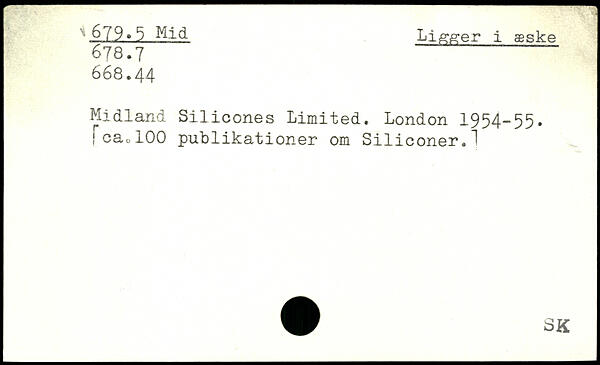 679.5 Mid
Ligger i æske
678.7
668.44
Midland Silicones Limited. London 1954-55.
[ca.100 publikationer om Siliconer.]
SK